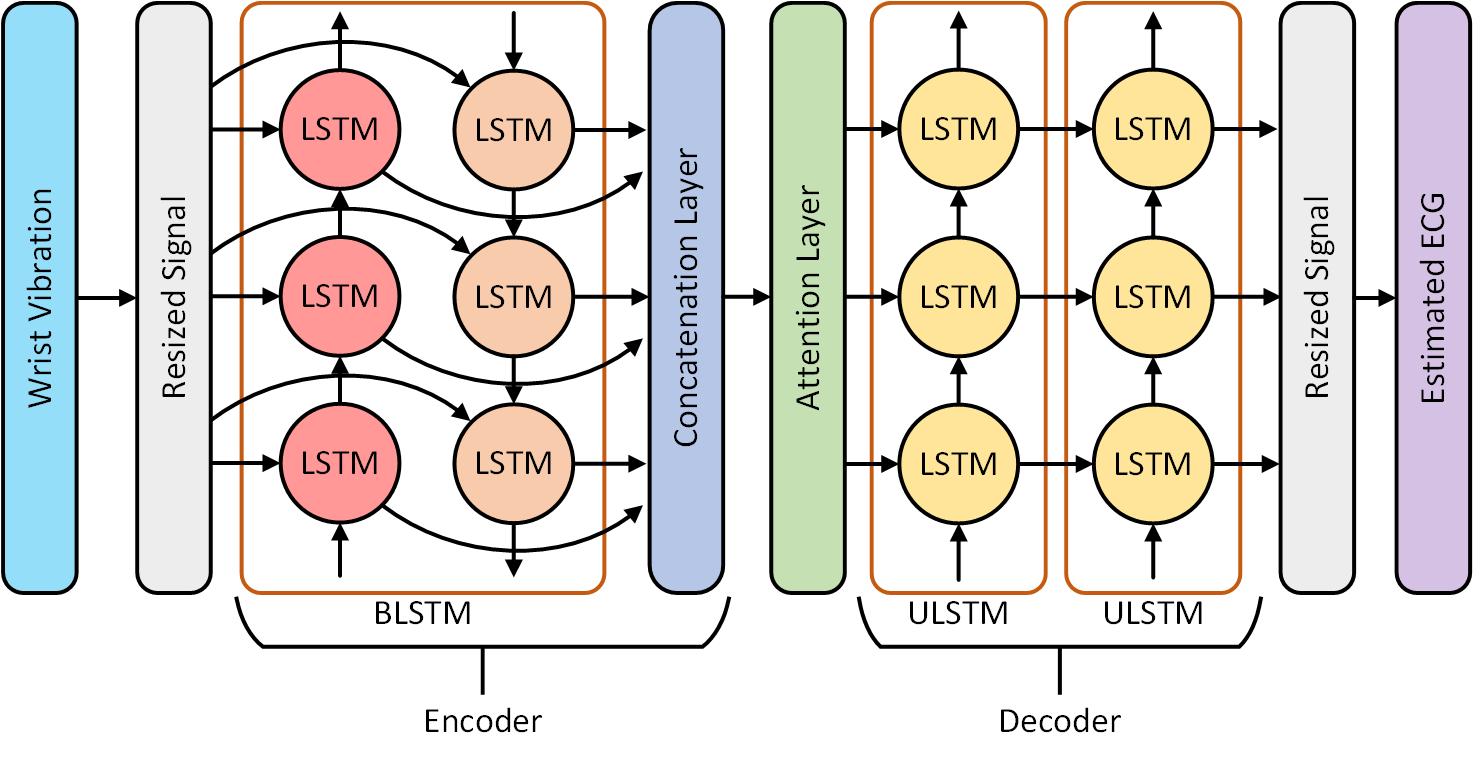 Wrist Vibration
Resized Signal
LSTM
LSTM
LSTM
LSTM
LSTM
LSTM
BLSTM
Concatenation Layer
Encoder
Attention Layer
LSTM
LSTM
LSTM
LSTM
LSTM
LSTM
ULSTM
ULSTM
Decoder
Resized Signal
Estimated ECG